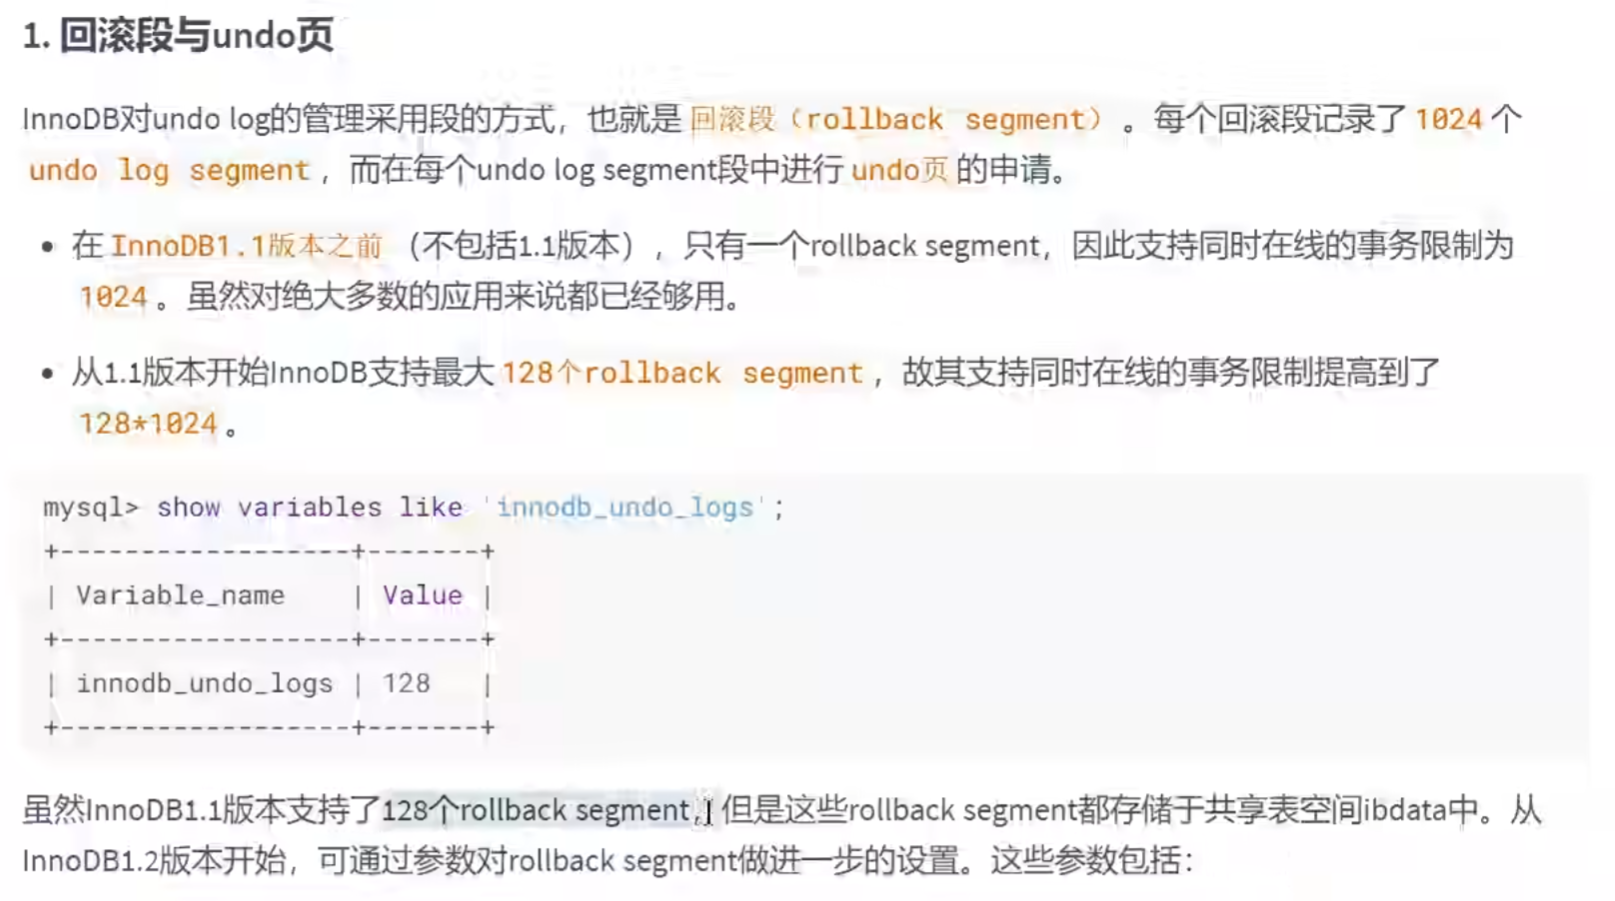 1. 回滚段与undo页
InnoDB对undo log的管理采用段的方式，也就是 回滚段（rollback segment） 。每个回滚段记录了 1024 个
undo log segment ，而在每个undo log segment段中进行 undo页 的申请。
• 在 InnoDB1.1版本之前 （不包括1.1版本），只有一个rollback segment，因此支持同时在线的事务限制为
1024 。虽然对绝大多数的应用来说都已经够用。
• 从1.1版本开始InnoDB支持最大 128个rollback segment ，故其支持同时在线的事务限制提高到了
128*1024 。
mysql> show variables like 'innodb_undo_logs';
+------------------+-------+
| Variable_name    | Value |
+------------------+-------+
| innodb_undo_logs | 128   |
+------------------+-------+
虽然InnoDB1.1版本支持了128个rollback segment，但是这些rollback segment都存储于共享表空间ibdata中。从
InnoDB1.2版本开始，可通过参数对rollback segment做进一步的设置。这些参数包括：